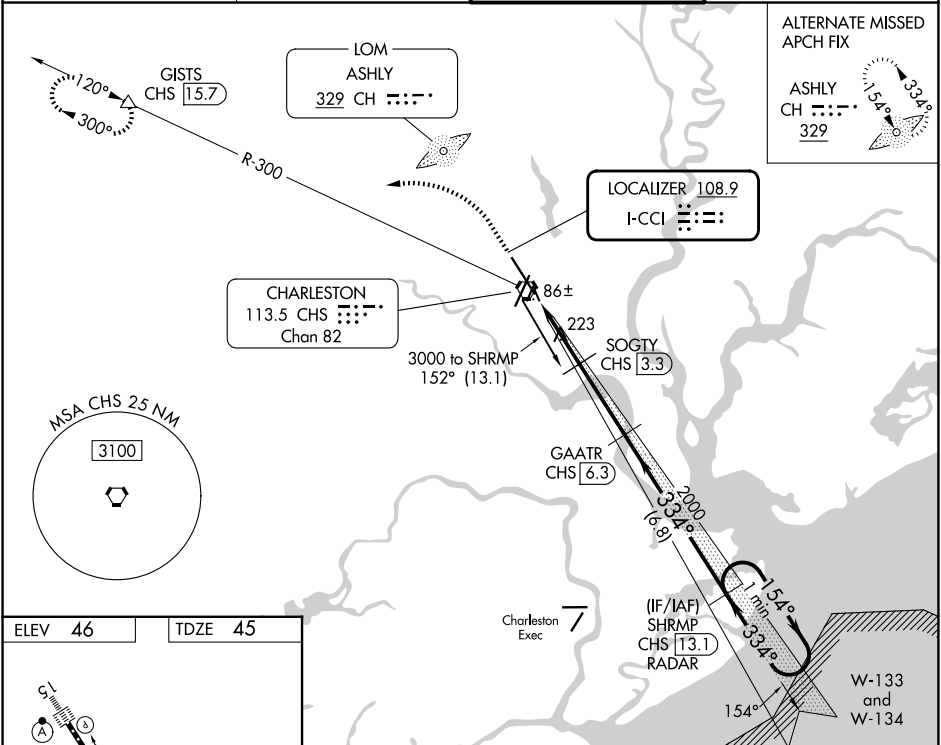 ALTERNATE MISSED
APCH FIX
ASHLY
CH
329
154°
334°
LOM
ASHLY
329 CH
GISTS
CHS 15.7
120°
300°
R-300
LOCALIZER 108.9
I-CCI
CHARLESTON
113.5 CHS
Chan 82
86±
223
3000 to SHRMP
152° (13.1)
SOGTY
CHS 3.3
MSA CHS 25 NM
3100
GAATR
CHS 6.3
2000
334°
(6.8)
1 min
154°
334°
(IF/IAF)
SHRMP
CHS 13.1
RADAR
Charleston
Exec
154°
W-133
and
W-134
ELEV 46
TDZE 45
15
A
P